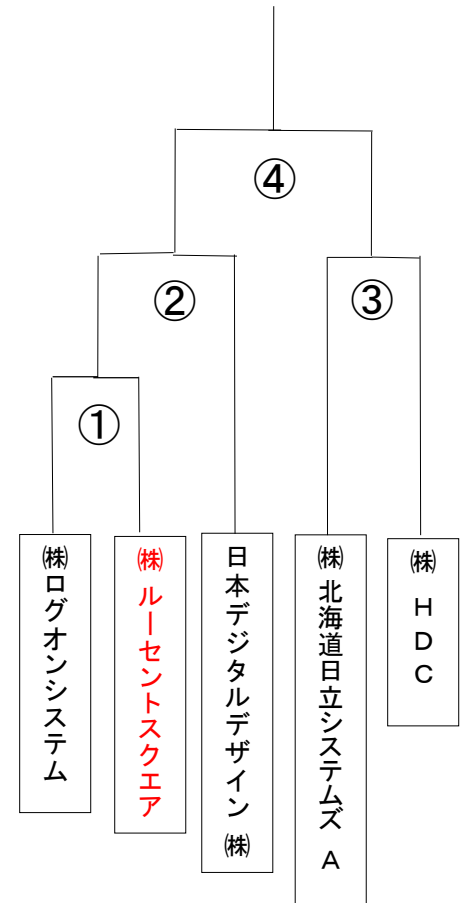 ④
②
③
①
㈱ログオンシステム
㈱ ルーセントスクエア
日本デジタルデザイン ㈱
㈱ 北海道日立システムズ A
㈱ HDC